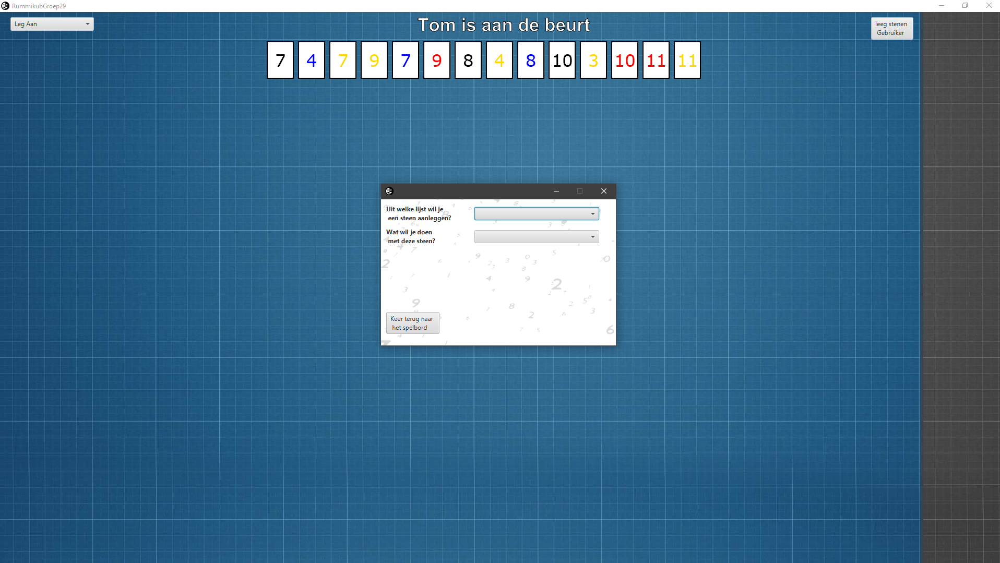 RummikubGroep29
Leg Aan
Tom is aan de beurt
leeg stenen
Gebruiker
7 4 7 9 7 9 8 4 8 10 3 10 11 11
Uit welke lijst wil je
een steen aanleggen?
Wat wil je doen
met deze steen?
Keer terug naar
het spelbord